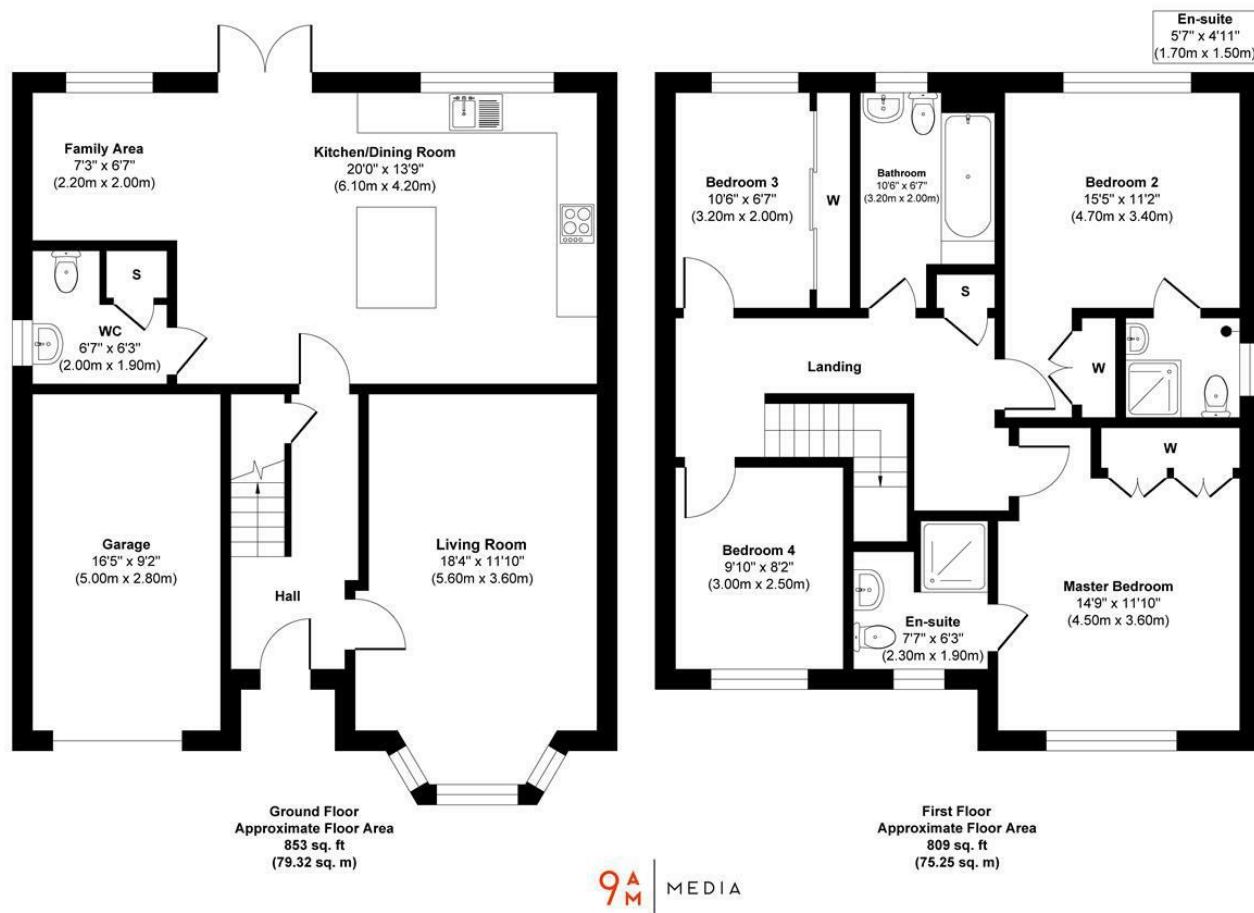 En-suite
5'7" x 4'11"
(1.70m x 1.50m)
Family Area
7'3" x 6'7"
(2.20m x 2.00m)
Kitchen/Dining Room
20'0" x 13'9"
(6.10m x 4.20m)
S
WC
6'7" x 6'3"
(2.00m x 1.90m)
Garage
16'5" x 9'2"
(5.00m x 2.80m)
Hall
Living Room
18'4" x 11'10"
(5.60m x 3.60m)
Ground Floor
Approximate Floor Area
853 sq. ft
(79.32 sq. m)
Bedroom 3
10'6" x 6'7"
(3.20m x 2.00m)
W
Bathroom
10'6" x 6'7"
(3.20m x 2.00m)
Bedroom 2
15'5" x 11'2"
(4.70m x 3.40m)
S
Landing
W
W
Bedroom 4
9'10" x 8'2"
(3.00m x 2.50m)
En-suite
7'7" x 6'3"
(2.30m x 1.90m)
Master Bedroom
14'9" x 11'10"
(4.50m x 3.60m)
First Floor
Approximate Floor Area
809 sq. ft
(75.25 sq. m)
9AM MEDIA